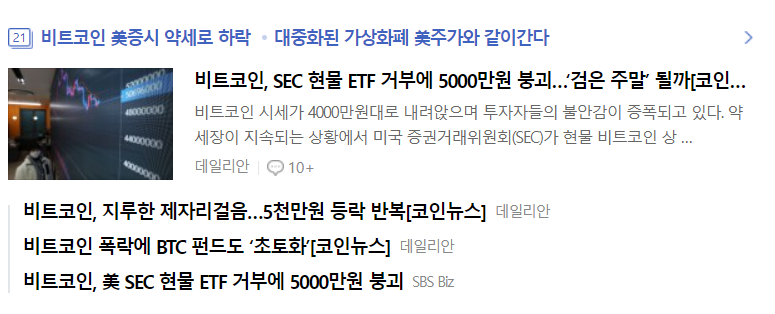 21 비트코인 美증시 약세로 하락 • 대중화된 가상화폐 美주가와 같이간다
비트코인, SEC 현물 ETF 거부에 5000만원 붕괴…‘검은 주말’ 될까[코인…
비트코인 시세가 4000만원대로 내려앉으며 투자자들의 불안감이 증폭되고 있다. 약
세장이 지속되는 상황에서 미국 증권거래위원회(SEC)가 현물 비트코인 상 ...
데일리안 10+
52000000
50696000
48000000
44000000
40000000
비트코인, 지루한 제자리걸음…5천만원 등락 반복[코인뉴스] 데일리안
비트코인 폭락에 BTC 펀드도 ‘초토화’[코인뉴스] 데일리안
비트코인, 美 SEC 현물 ETF 거부에 5000만원 붕괴 SBS Biz